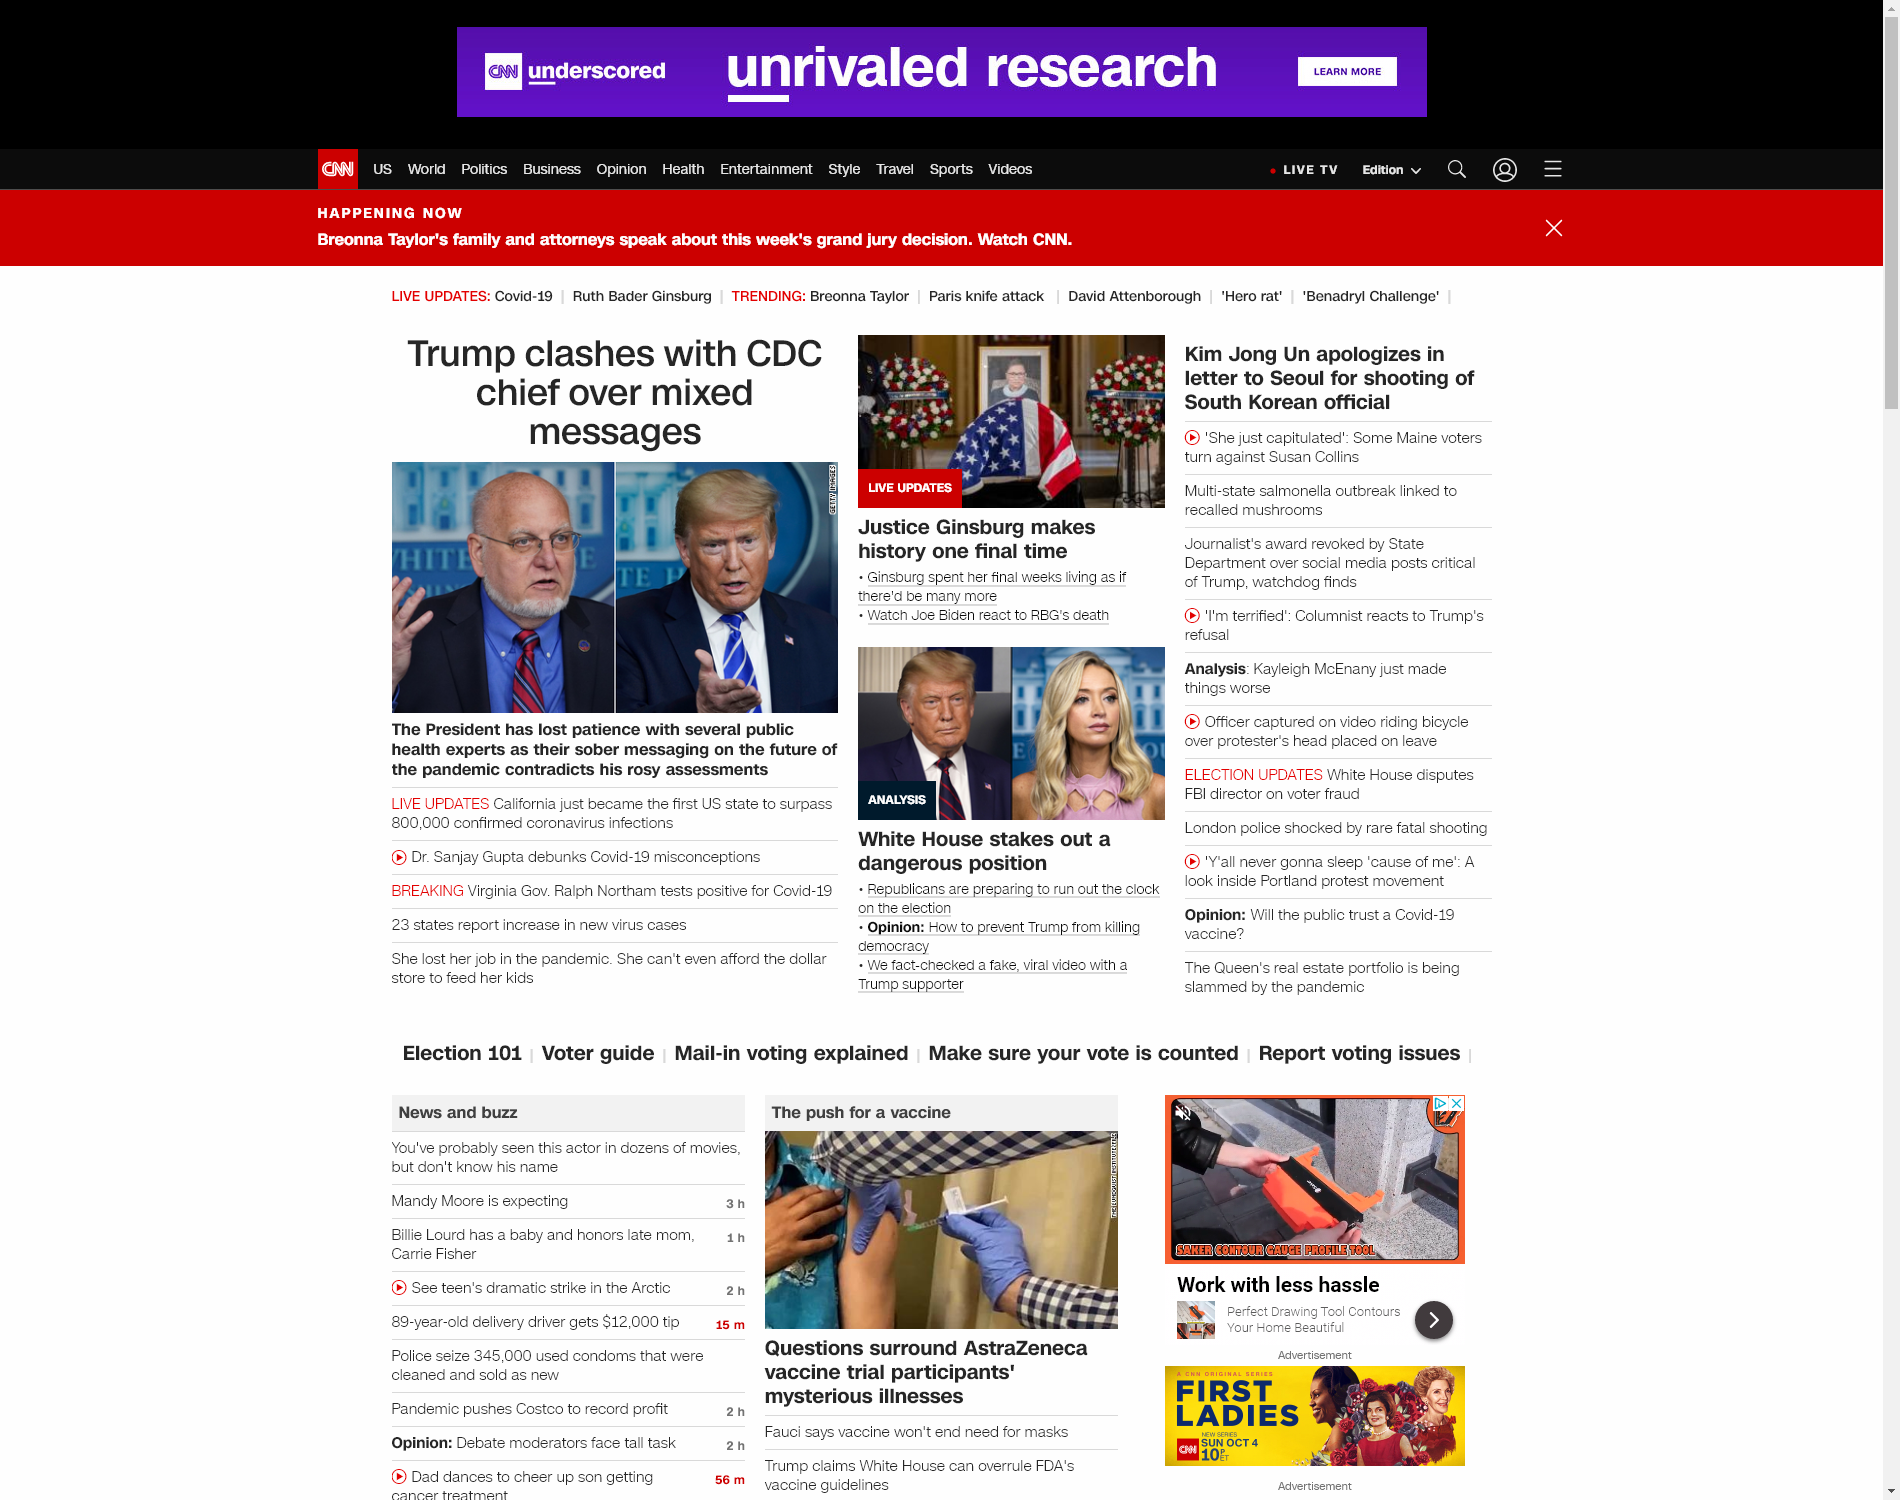 CNN underscored
unrivaled research
LEARN MORE
CNN US World Politics Business Opinion Health Entertainment Style Travel Sports Videos
LIVE TV Edition
HAPPENING NOW
Breonna Taylor's family and attorneys speak about this week's grand jury decision. Watch CNN.
LIVE UPDATES: Covid-19 | Ruth Bader Ginsburg | TRENDING: Breonna Taylor | Paris knife attack | David Attenborough | 'Hero rat' | 'Benadryl Challenge' |
Trump clashes with CDC
chief over mixed
messages
GETTY IMAGES
The President has lost patience with several public
health experts as their sober messaging on the future of
the pandemic contradicts his rosy assessments
LIVE UPDATES California just became the first US state to surpass
800,000 confirmed coronavirus infections
Dr. Sanjay Gupta debunks Covid-19 misconceptions
BREAKING Virginia Gov. Ralph Northam tests positive for Covid-19
23 states report increase in new virus cases
She lost her job in the pandemic. She can't even afford the dollar
store to feed her kids
LIVE UPDATES
Justice Ginsburg makes
history one final time
• Ginsburg spent her final weeks living as if
there'd be many more
• Watch Joe Biden react to RBG's death
ANALYSIS
White House stakes out a
dangerous position
• Republicans are preparing to run out the clock
on the election
• Opinion: How to prevent Trump from killing
democracy
• We fact-checked a fake, viral video with a
Trump supporter
Kim Jong Un apologizes in
letter to Seoul for shooting of
South Korean official
'She just capitulated': Some Maine voters
turn against Susan Collins
Multi-state salmonella outbreak linked to
recalled mushrooms
Journalist's award revoked by State
Department over social media posts critical
of Trump, watchdog finds
'I'm terrified': Columnist reacts to Trump's
refusal
Analysis: Kayleigh McEnany just made
things worse
Officer captured on video riding bicycle
over protester's head placed on leave
ELECTION UPDATES White House disputes
FBI director on voter fraud
London police shocked by rare fatal shooting
'Y'all never gonna sleep 'cause of me': A
look inside Portland protest movement
Opinion: Will the public trust a Covid-19
vaccine?
The Queen's real estate portfolio is being
slammed by the pandemic
Election 101 | Voter guide | Mail-in voting explained | Make sure your vote is counted | Report voting issues |
News and buzz
You've probably seen this actor in dozens of movies,
but don't know his name
Mandy Moore is expecting 3 h
Billie Lourd has a baby and honors late mom, 1 h
Carrie Fisher
See teen's dramatic strike in the Arctic 2 h
89-year-old delivery driver gets $12,000 tip 15 m
Police seize 345,000 used condoms that were
cleaned and sold as new
Pandemic pushes Costco to record profit 2 h
Opinion: Debate moderators face tall task 2 h
Dad dances to cheer up son getting 56 m
cancer treatment
The push for a vaccine
Questions surround AstraZeneca
vaccine trial participants'
mysterious illnesses
Fauci says vaccine won't end need for masks
Trump claims White House can overrule FDA's
vaccine guidelines
SAKER CONTOUR GAUGE PROFILE TOOL
Work with less hassle
Perfect Drawing Tool Contours
Your Home Beautiful
Advertisement
A CNN ORIGINAL SERIES
FIRST
LADIES
NEW SERIES
CNN SUN OCT 4
10P ET
Advertisement